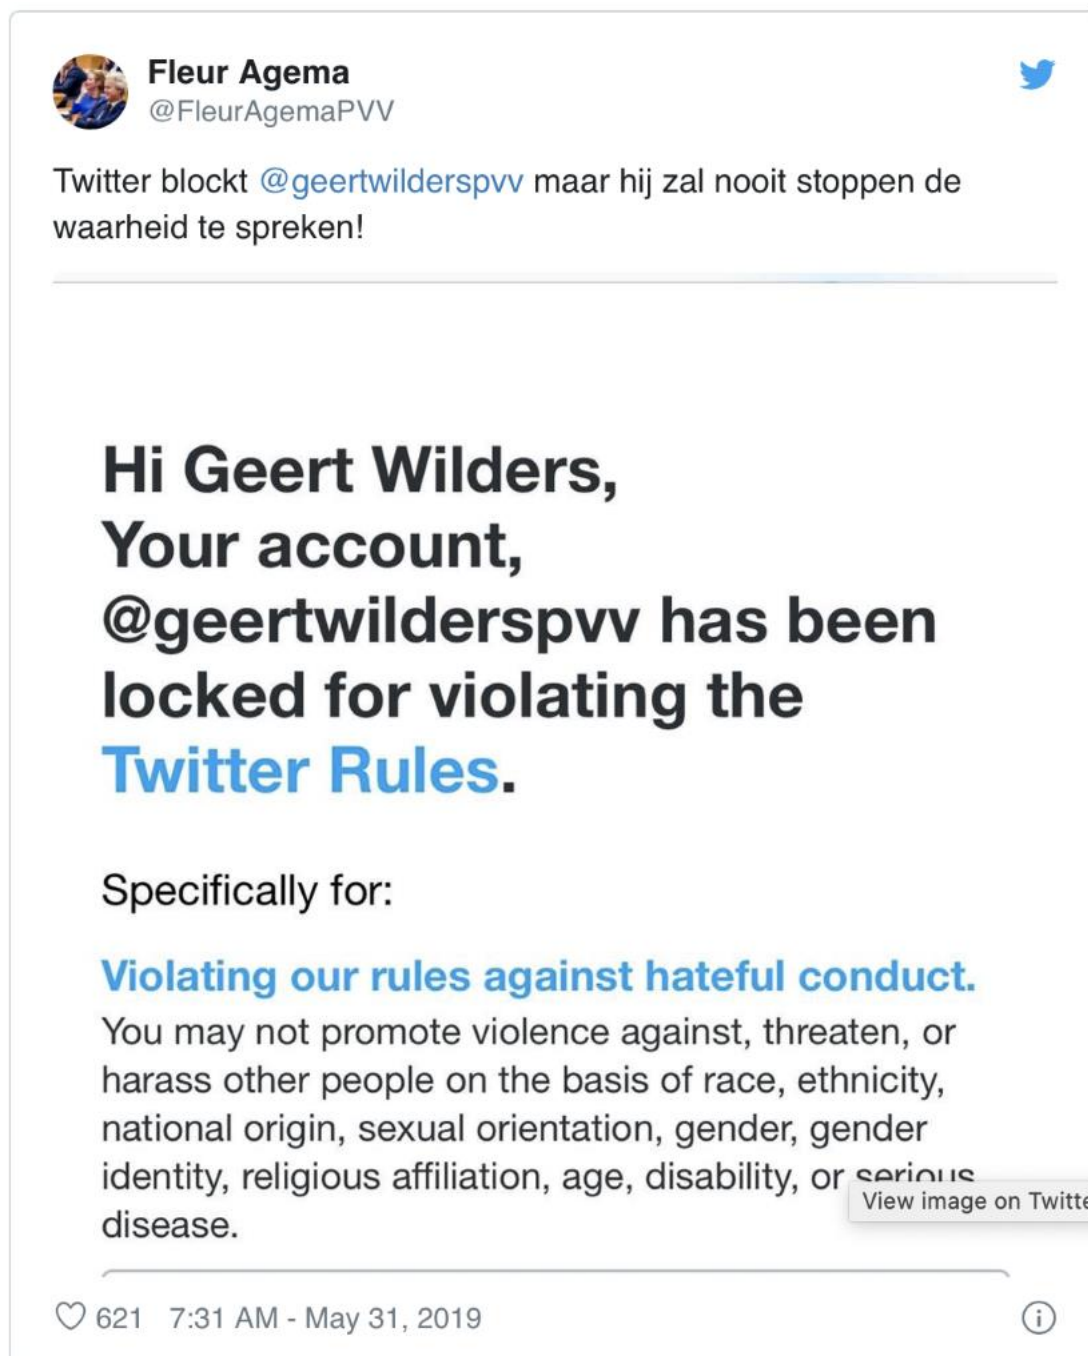 Fleur Agema
@FleurAgemaPVV
Twitter blockt @geertwilderspvv maar hij zal nooit stoppen de
waarheid te spreken!
Hi Geert Wilders,
Your account,
@geertwilderspvv has been
locked for violating the
Twitter Rules.
Specifically for:
Violating our rules against hateful conduct.
You may not promote violence against, threaten, or
harass other people on the basis of race, ethnicity,
national origin, sexual orientation, gender, gender
identity, religious affiliation, age, disability, or serious
disease.
View image on Twitte
621 7:31 AM - May 31, 2019